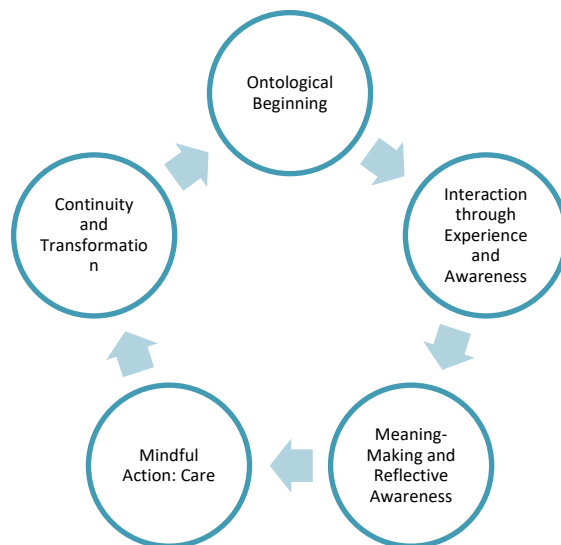 Ontological
Beginning
Interaction
through
Experience
and
Awareness
Meaning-
Making and
Reflective
Awareness
Mindful
Action: Care
Continuity
and
Transformatio
n